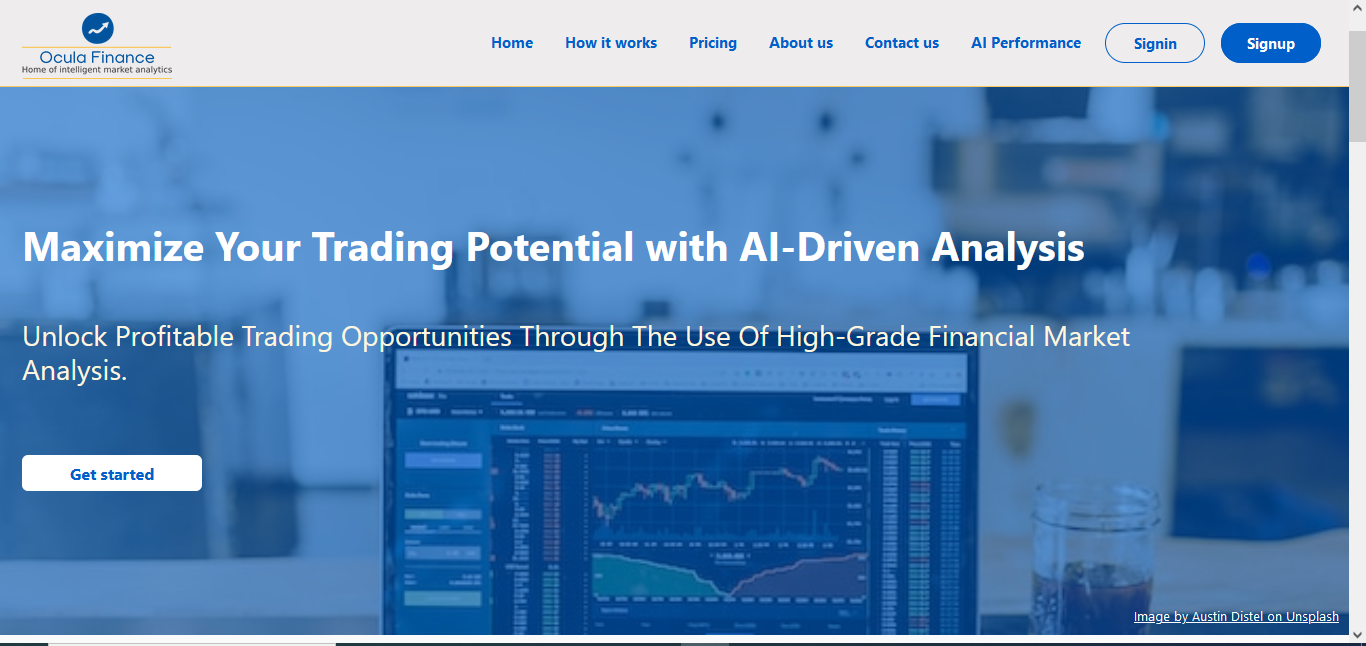 Ocula Finance
Home of intelligent market analytics
Home How it works Pricing About us Contact us AI Performance Signin Signup
Maximize Your Trading Potential with AI-Driven Analysis
Unlock Profitable Trading Opportunities Through The Use Of High-Grade Financial Market
Analysis.
Get started
Image by Austin Distel on Unsplash